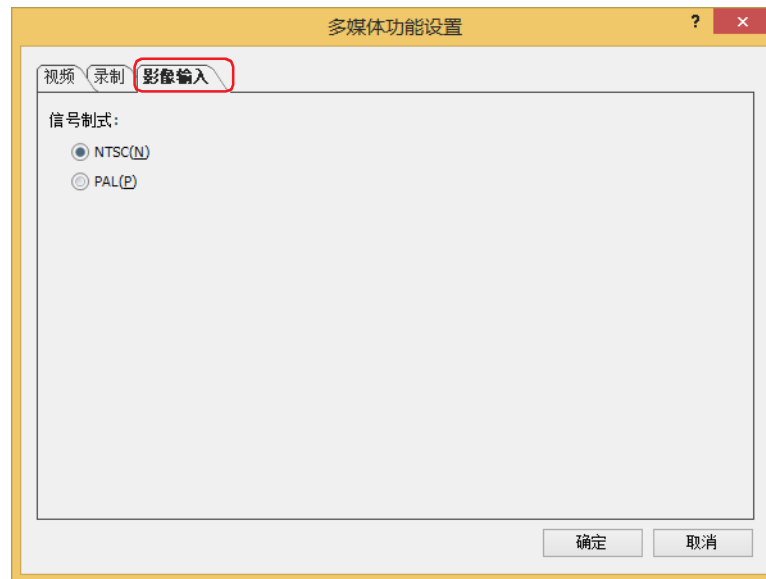 多媒体功能设置 ? ×
视频 录制 影像输入
信号制式:
NTSC(N)
PAL(P)
确定 取消